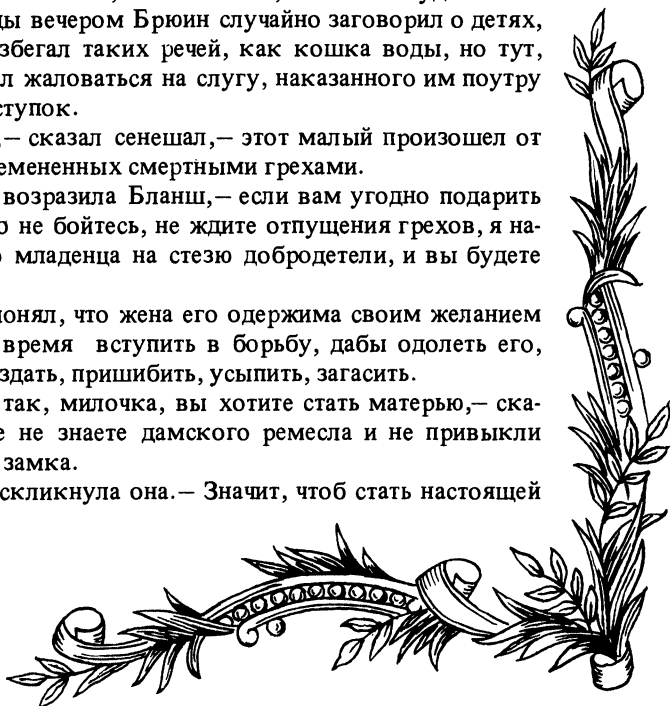 ды вечером Брюин случайно заговорил о детях,
збегал таких речей, как кошка воды, но тут,
л жаловаться на слугу, наказанного им поутру
ступок.
,— сказал сенешал,— этот малый произошел от
емененных смертными грехами.
возразила Бланш,— если вам угодно подарить
о не бойтесь, не ждите отпущения грехов, я на-
о младенца на стезю добродетели, и вы будете
онял, что жена его одержима своим желанием
время вступить в борьбу, дабы одолеть его,
здать, пришибить, усыпить, загасить.
так, милочка, вы хотите стать матерью,— ска-
е не знаете дамского ремесла и не привыкли
замка.
скликнула она.— Значит, чтоб стать настоящей